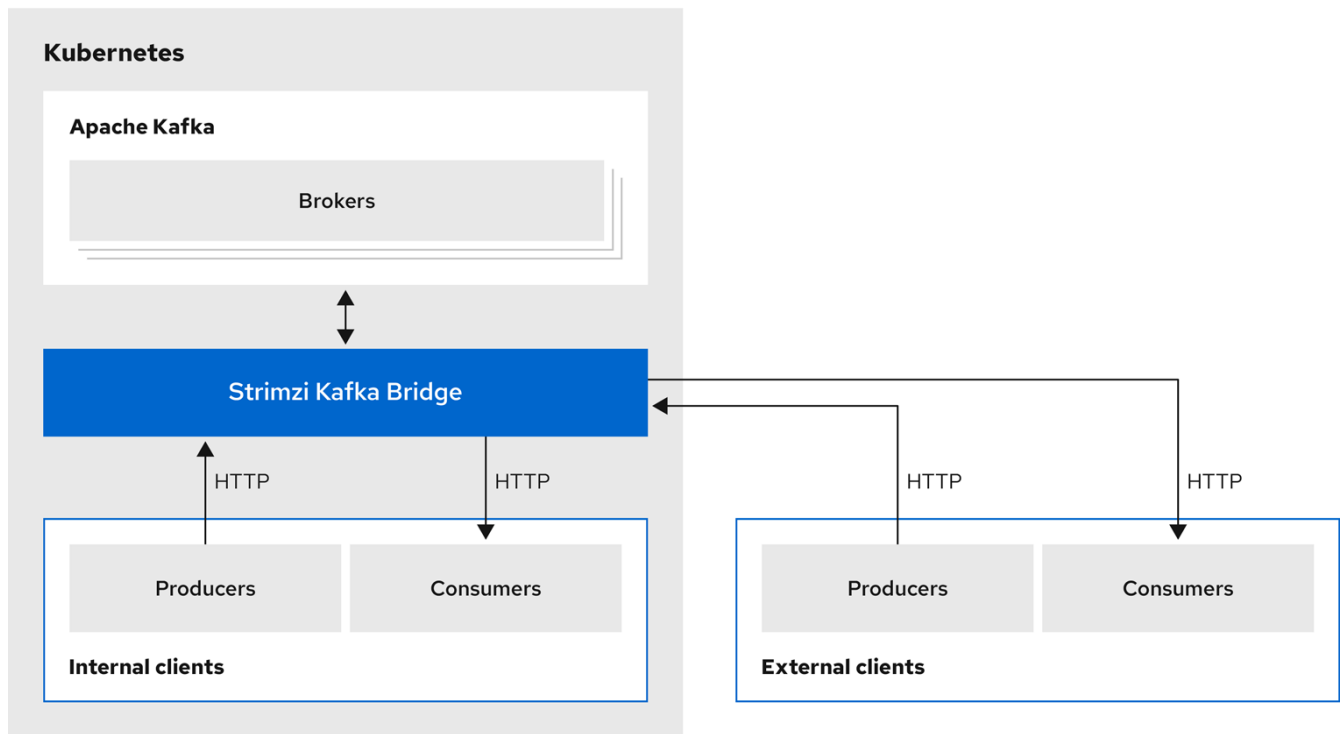 Kubernetes
Apache Kafka
Brokers
Strimzi Kafka Bridge
HTTP
HTTP
HTTP
HTTP
Producers
Consumers
Internal clients
Producers
Consumers
External clients